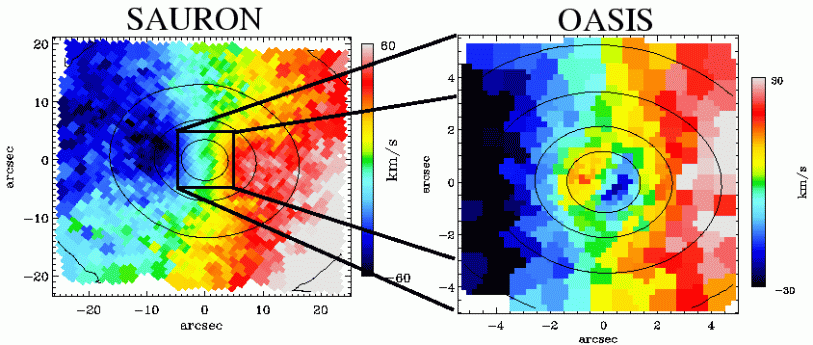 SAURON
OASIS
20
10
0
−10
−20
arcsec
−20 −10 0 10 20
arcsec
60
−60
km/s
4
2
0
−2
−4
arcsec
−4 −2 0 2 4
arcsec
30
−30
km/s